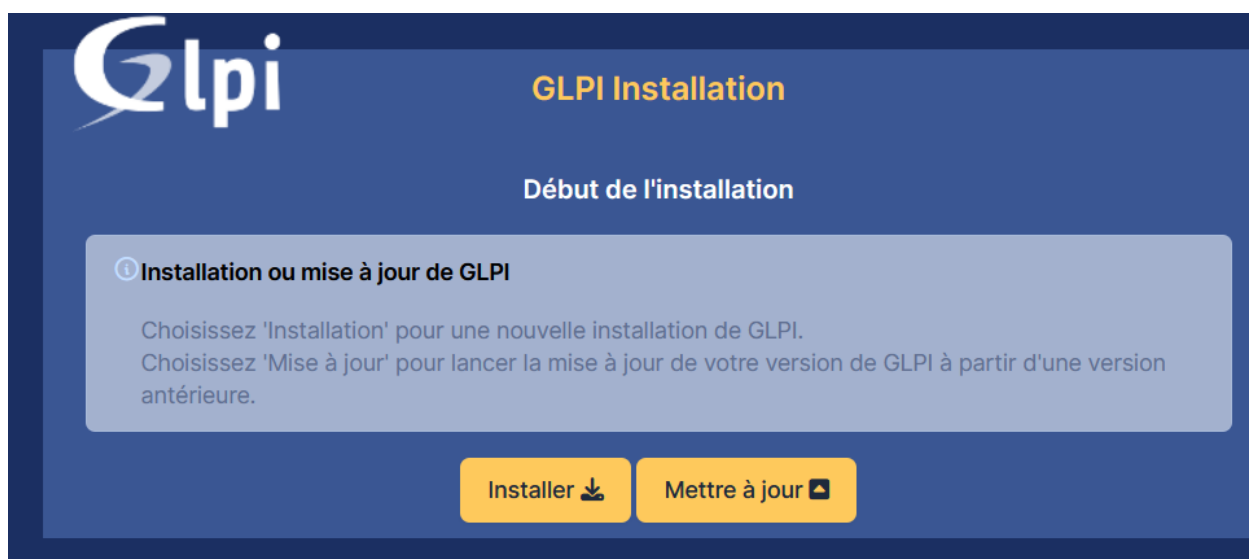 Glpi
GLPI Installation
Début de l'installation
Installation ou mise à jour de GLPI
Choisissez 'Installation' pour une nouvelle installation de GLPI.
Choisissez 'Mise à jour' pour lancer la mise à jour de votre version de GLPI à partir d'une version
antérieure.
Installer Mettre à jour